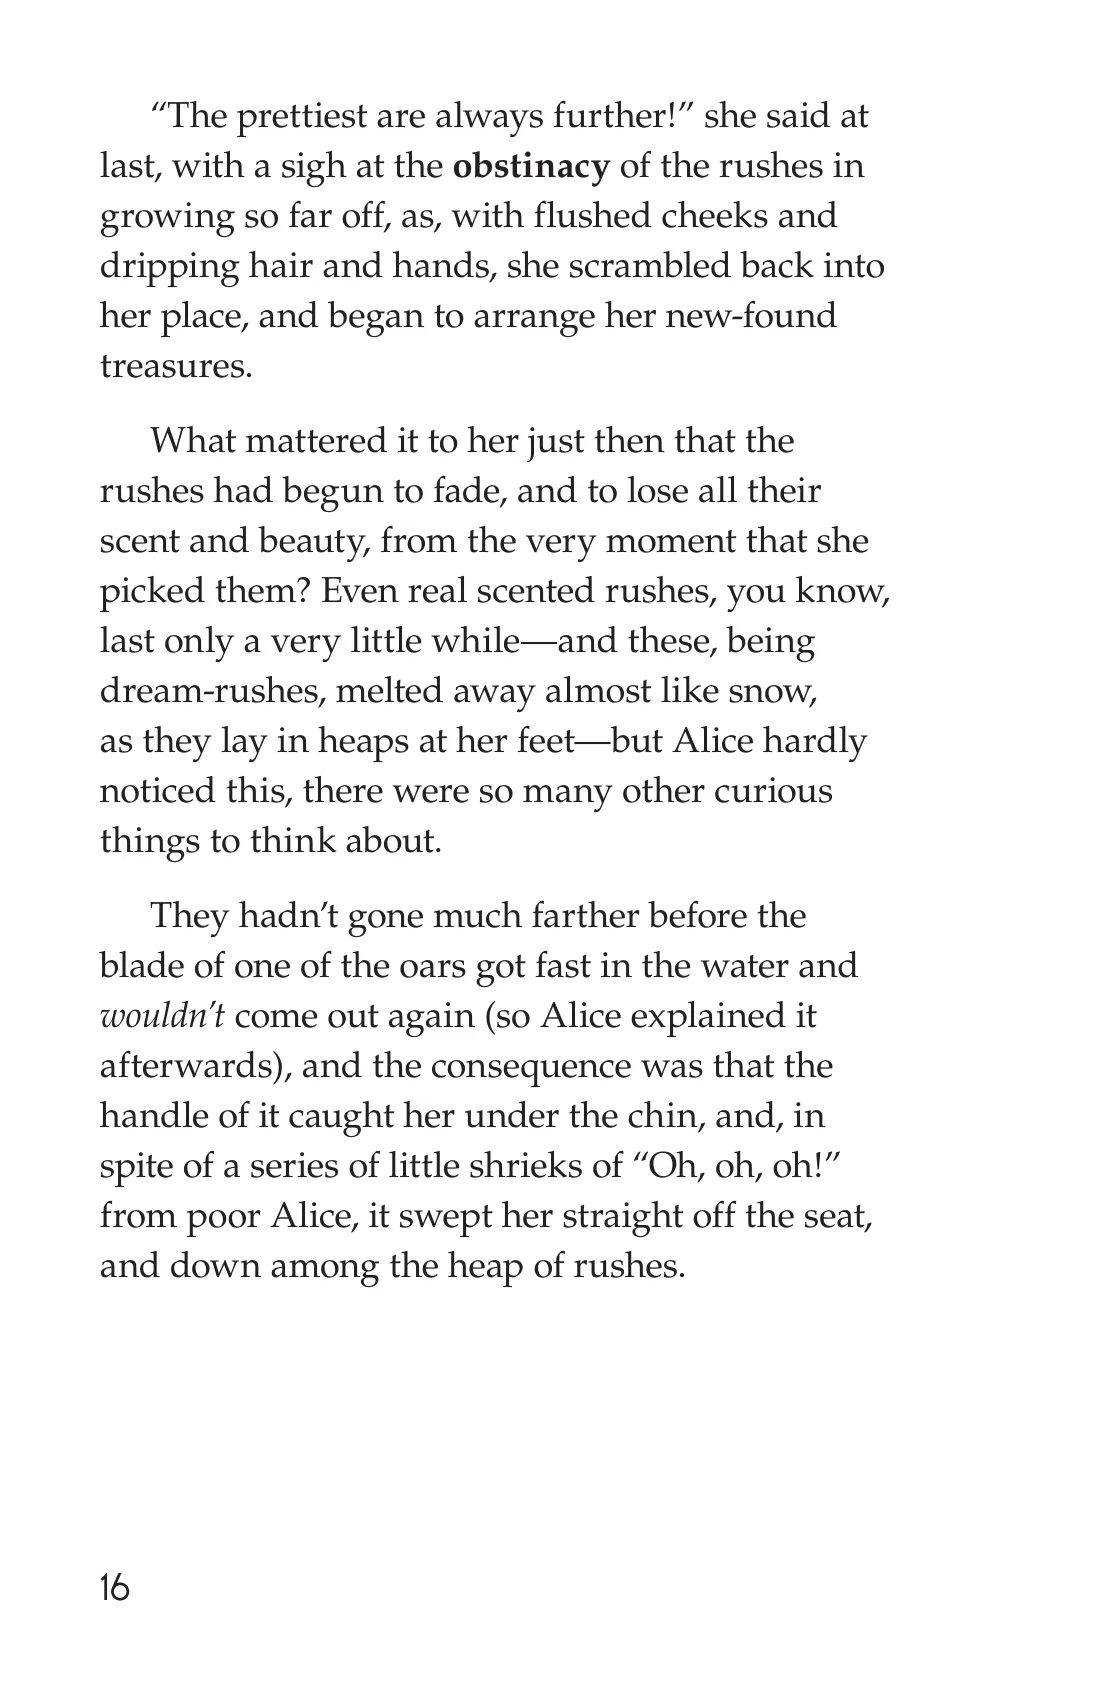 “The prettiest are always further!” she said at
last, with a sigh at the obstinacy of the rushes in
growing so far off, as, with flushed cheeks and
dripping hair and hands, she scrambled back into
her place, and began to arrange her new-found
treasures.
What mattered it to her just then that the
rushes had begun to fade, and to lose all their
scent and beauty, from the very moment that she
picked them? Even real scented rushes, you know,
last only a very little while—and these, being
dream-rushes, melted away almost like snow,
as they lay in heaps at her feet—but Alice hardly
noticed this, there were so many other curious
things to think about.
They hadn’t gone much farther before the
blade of one of the oars got fast in the water and
wouldn’t come out again (so Alice explained it
afterwards), and the consequence was that the
handle of it caught her under the chin, and, in
spite of a series of little shrieks of “Oh, oh, oh!”
from poor Alice, it swept her straight off the seat,
and down among the heap of rushes.
16